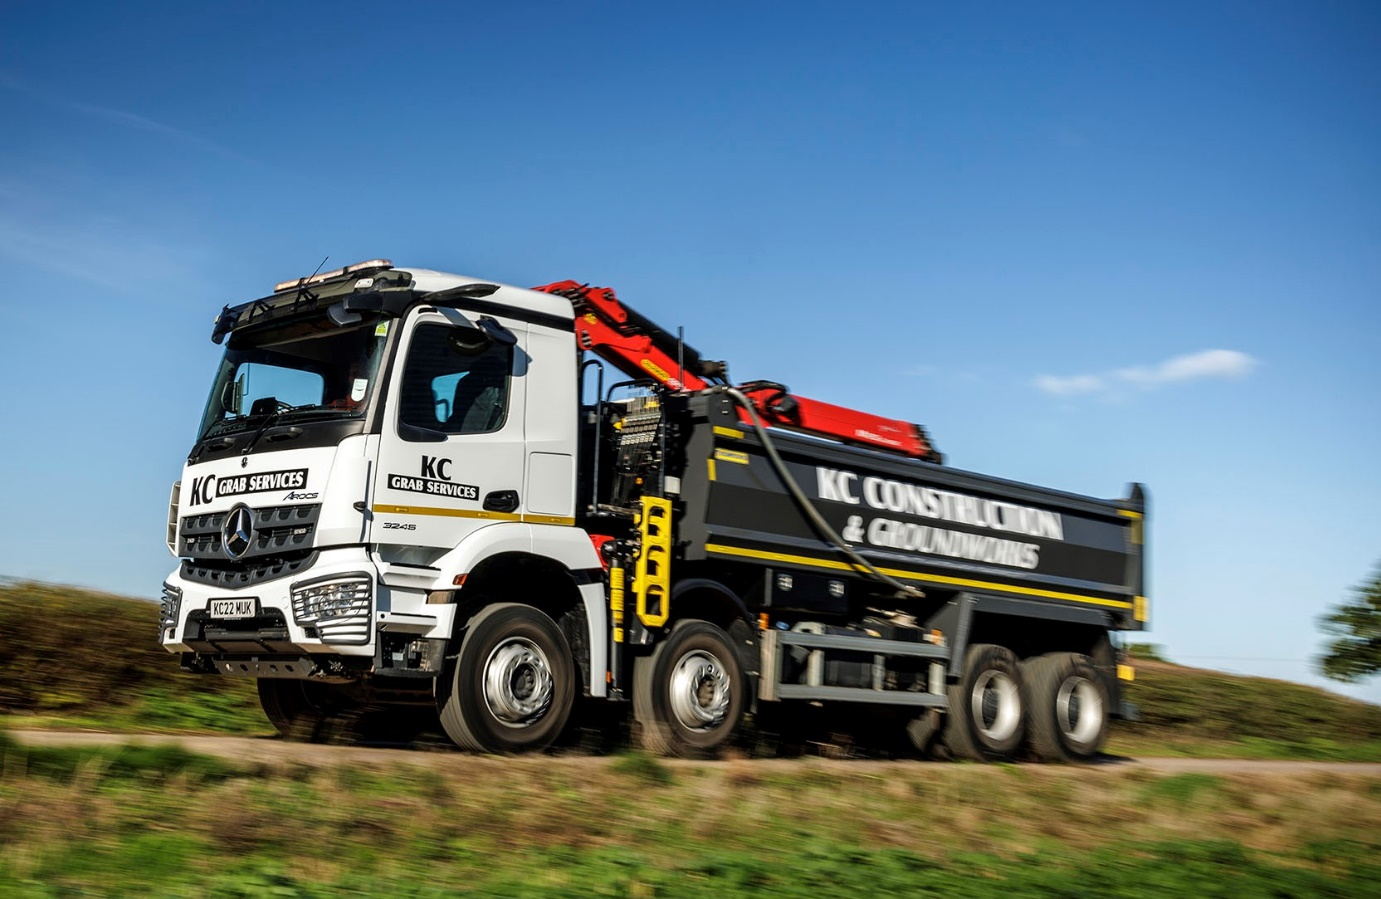 KC GRAB SERVICES
AROCS
KC22 MUK
KC
GRAB SERVICES
3245
KC CONSTRUCTION
& GROUNDWORKS